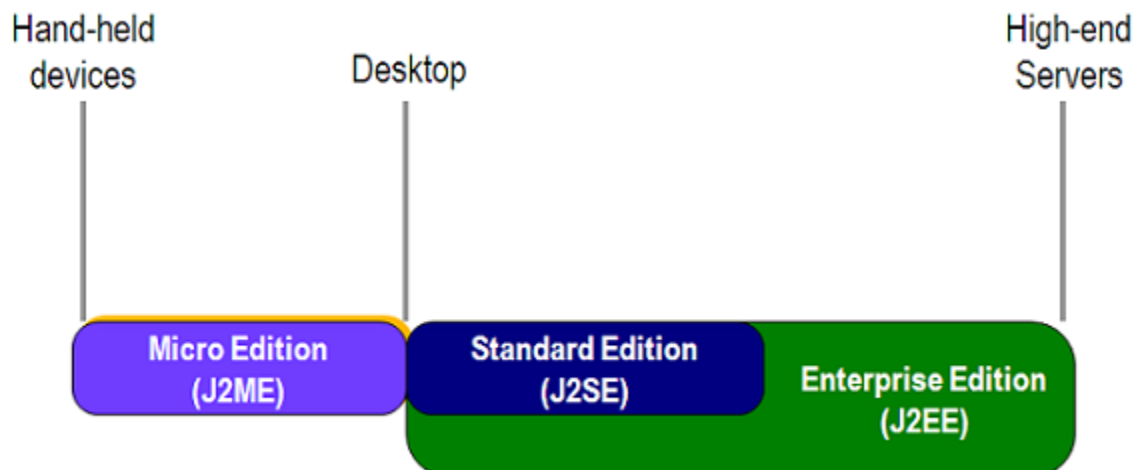 Hand-held
devices
Desktop
High-end
Servers
Micro Edition
(J2ME)
Standard Edition
(J2SE)
Enterprise Edition
(J2EE)